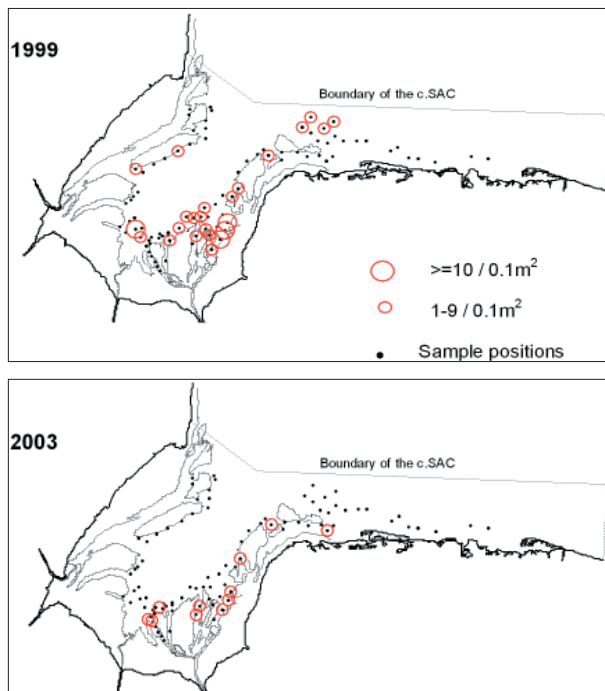 1999
Boundary of the c.SAC
>=10 / 0.1m²
1-9 / 0.1m²
Sample positions
2003
Boundary of the c.SAC